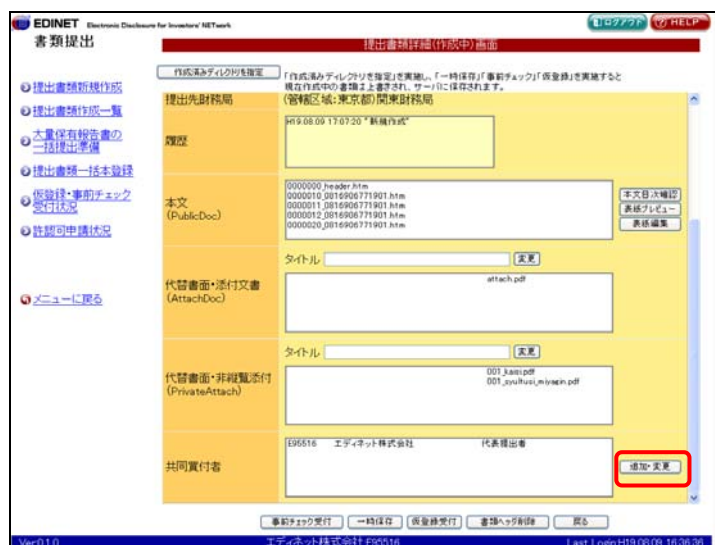 EDINET Electronic Disclosure for Investors' NETwork
ログアウト HELP
書類提出
提出書類詳細(作成中)画面
作成済みディレクトリを指定
「作成済みディレクトリを指定」を実施し、「一時保存」「事前チェック」「仮登録」を実施すると
現在作成中の書類は上書きされ、サーバに保存されます。
提出書類新規作成
提出書類作成一覧
大量保有報告書の
一括提出準備
提出書類一括本登録
仮登録・事前チェック
受付状況
許認可申請状況
メニューに戻る
提出先財務局
(管轄区域:東京都)関東財務局
履歴
H19.08.09 17:07:20 "新規作成"
本文
(PublicDoc)
0000000_header.htm
0000010_0816906771901.htm
0000011_0816906771901.htm
0000012_0816906771901.htm
0000020_0816906771901.htm
本文目次確認
表紙プレビュー
表紙編集
代替書面・添付文書
(AttachDoc)
タイトル
変更
attach.pdf
代替書面・非縦覧添付
(PrivateAttach)
タイトル
変更
001_kaisi.pdf
001_syultusi_miyagin.pdf
共同買付者
E95516 エディネット株式会社 代表提出者
追加・変更
事前チェック受付 一時保存 仮登録受付 書類ヘッダ削除 戻る
Ver.0.1.0
エディネット株式会社 E95516
Last Login:H19.08.09 16:36:36